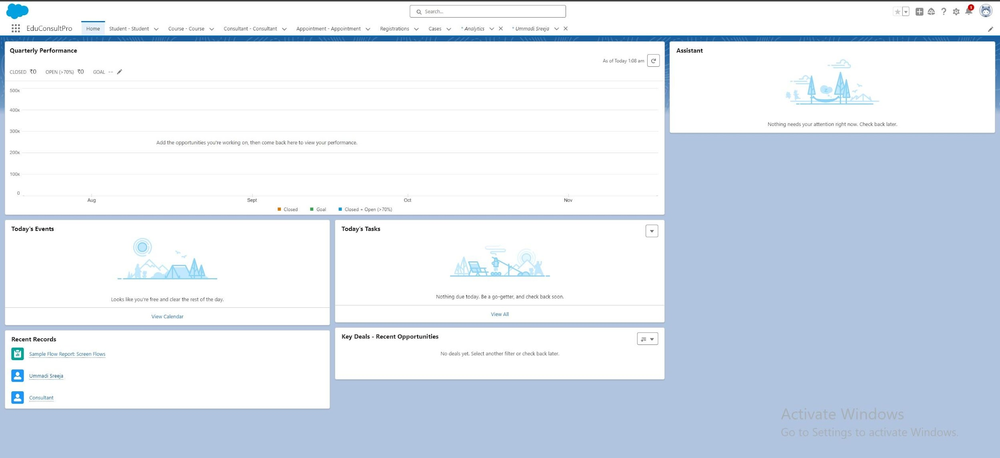 Search...
1
EduConsultPro
Home
Student - Student
Course - Course
Consultant - Consultant
Appointment - Appointment
Registrations
Cases
* Analytics
* Ummadi Sreeja
Quarterly Performance
As of Today 1:08 am
CLOSED ₹0 OPEN (>70%) ₹0 GOAL --
500K
400K
300K
Add the opportunities you're working on, then come back here to view your performance.
200K
100K
0
Aug Sept Oct Nov
Closed Goal Closed + Open (>70%)
Assistant
z
Nothing needs your attention right now. Check back later.
Today's Events
Looks like you're free and clear the rest of the day.
View Calendar
Today's Tasks
Nothing due today. Be a go-getter, and check back soon.
View All
Recent Records
Sample Flow Report: Screen Flows
Ummadi Sreeja
Consultant
Key Deals - Recent Opportunities
No deals yet. Select another filter or check back later.
Activate Windows
Go to Settings to activate Windows.